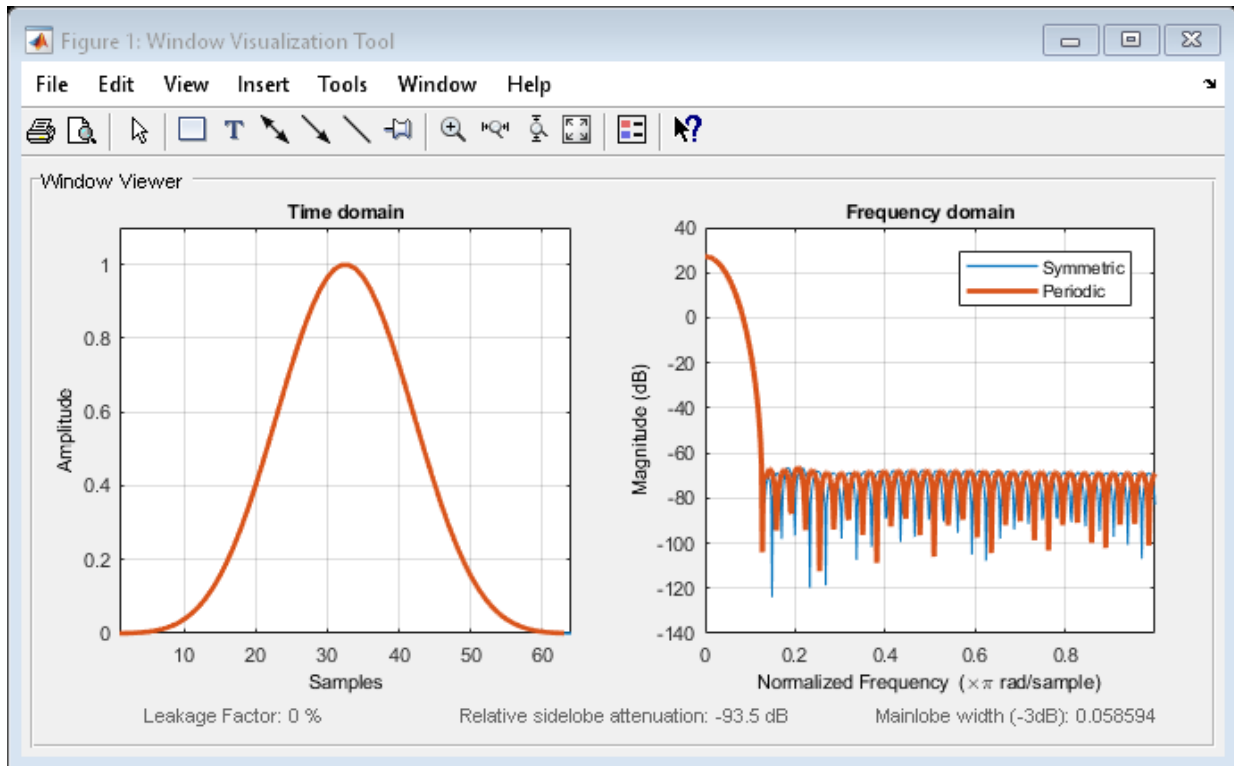 Figure 1: Window Visualization Tool
File Edit View Insert Tools Window Help
Window Viewer
Time domain
1
0.8
0.6
0.4
0.2
0
Amplitude
10 20 30 40 50 60
Samples
Frequency domain
40
20
0
-20
-40
-60
-80
-100
-120
-140
Magnitude (dB)
Symmetric
Periodic
0 0.2 0.4 0.6 0.8
Normalized Frequency (×π rad/sample)
Leakage Factor: 0 % Relative sidelobe attenuation: -93.5 dB Mainlobe width (-3dB): 0.058594